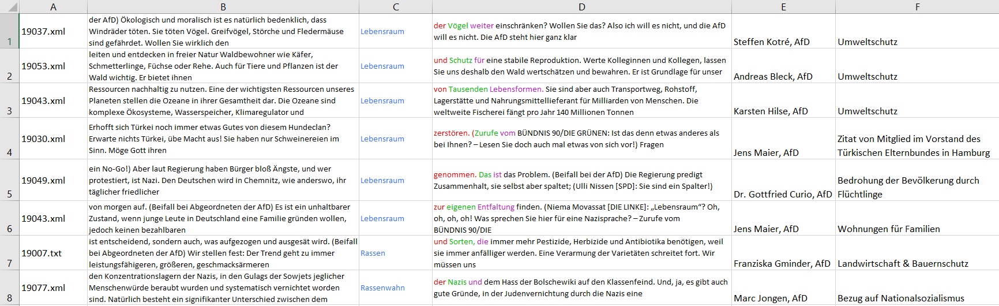 A B C D E F
der AfD) Ökologisch und moralisch ist es natürlich bedenklich, dass
1 19037.xml Windräder töten. Sie töten Vögel. Greifvögel, Störche und Fledermäuse Lebensraum der Vögel weiter einschränken? Wollen Sie das? Also ich will es nicht, und die AfD
sind gefährdet. Wollen Sie wirklich den will es nicht. Die AfD steht hier ganz klar Steffen Kotré, AfD Umweltschutz
leiten und entdecken in freier Natur Waldbewohner wie Käfer,
2 19053.xml Schmetterlinge, Füchse oder Rehe. Auch für Tiere und Pflanzen ist der Lebensraum und Schutz für eine stabile Reproduktion. Werte Kolleginnen und Kollegen, lassen
Wald wichtig. Er bietet ihnen Sie uns deshalb den Wald wertschätzen und bewahren. Er ist Grundlage für unser Andreas Bleck, AfD Umweltschutz
Ressourcen nachhaltig zu nutzen. Eine der wichtigsten Ressourcen unseres von Tausenden Lebensformen. Sie sind aber auch Transportweg, Rohstoff,
3 19043.xml Planeten stellen die Ozeane in ihrer Gesamtheit dar. Die Ozeane sind Lebensraum Lagerstätte und Nahrungsmittellieferant für Milliarden von Menschen. Die
komplexe Ökosysteme, Wasserspeicher, Klimaregulator und weltweite Fischerei fängt pro Jahr 140 Millionen Tonnen Karsten Hilse, AfD Umweltschutz
Erhofft sich Türkei noch immer etwas Gutes von diesem Hundeclan? zerstören. (Zurufe vom BÜNDNIS 90/DIE GRÜNEN: Ist das denn etwas anderes als
4 19030.xml Erwarte nichts Türkei, übe Macht aus! Sie haben nur Schweinereien im Lebensraum bei Ihnen? – Lesen Sie doch auch mal etwas von sich vor!) Fragen Zitat von Mitglied im Vorstand des
Sinn. Möge Gott ihren Jens Maier, AfD Türkischen Elternbundes in Hamburg
ein No-Go!) Aber laut Regierung haben Bürger bloß Ängste, und wer genommen. Das ist das Problem. (Beifall bei der AfD) Die Regierung predigt
5 19049.xml protestiert, ist Nazi. Den Deutschen wird in Chemnitz, wie anderswo, ihr Lebensraum Zusammenhalt, sie selbst aber spaltet; (Ulli Nissen [SPD]: Sie sind ein Spalter!) Bedrohung der Bevölkerung durch
täglicher friedlicher Dr. Gottfried Curio, AfD Flüchtlinge
von morgen auf. (Beifall bei Abgeordneten der AfD) Es ist ein unhaltbarer zur eigenen Entfaltung finden. (Niema Movassat [DIE LINKE]: „Lebensraum“? Oh,
6 19043.xml Zustand, wenn junge Leute in Deutschland eine Familie gründen wollen, Lebensraum oh, oh, oh! Was sprechen Sie hier für eine Nazisprache? – Zurufe vom
jedoch keinen bezahlbaren BÜNDNIS 90/DIE Jens Maier, AfD Wohnungen für Familien
ist entscheidend, sondern auch, was aufgezogen und ausgesät wird. (Beifall und Sorten, die immer mehr Pestizide, Herbizide und Antibiotika benötigen, weil
7 19007.txt bei Abgeordneten der AfD) Wir stellen fest: Der Trend geht zu immer Rassen sie immer anfälliger werden. Eine Verarmung der Varietäten schreitet fort. Wir
leistungsfähigeren, größeren, geschmacksärmeren müssen uns Franziska Gminder, AfD Landwirtschaft & Bauernschutz
den Konzentrationslagern der Nazis, in den Gulags der Sowjets jeglicher der Nazis und dem Hass der Bolschewiki auf den Klassenfeind. Und, ja, es gibt auch
8 19077.xml Menschenwürde beraubt wurden und systematisch vernichtet worden Rassenwahn gute Gründe, in der Judenvernichtung durch die Nazis eine
sind. Natürlich besteht ein signifikanter Unterschied zwischen dem Marc Jongen, AfD Bezug auf Nationalsozialismus